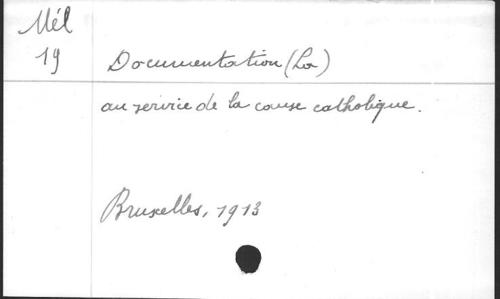 Mél
19
Documentation (La)
au service de la cause catholique.
Bruxelles, 1913